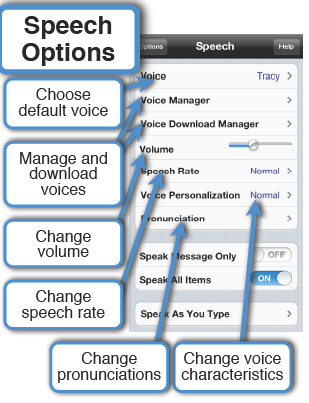 Speech
Options
Options
Speech
Help
Choose
default voice
Manage and
download
voices
Change
volume
Change
speech rate
Voice Tracy
Voice Manager
Voice Download Manager
Volume
Speech Rate Normal
Voice Personalization Normal
Pronunciation
Speak Message Only OFF
Speak All Items ON
Speak As You Type
Change
pronunciations
Change voice
characteristics